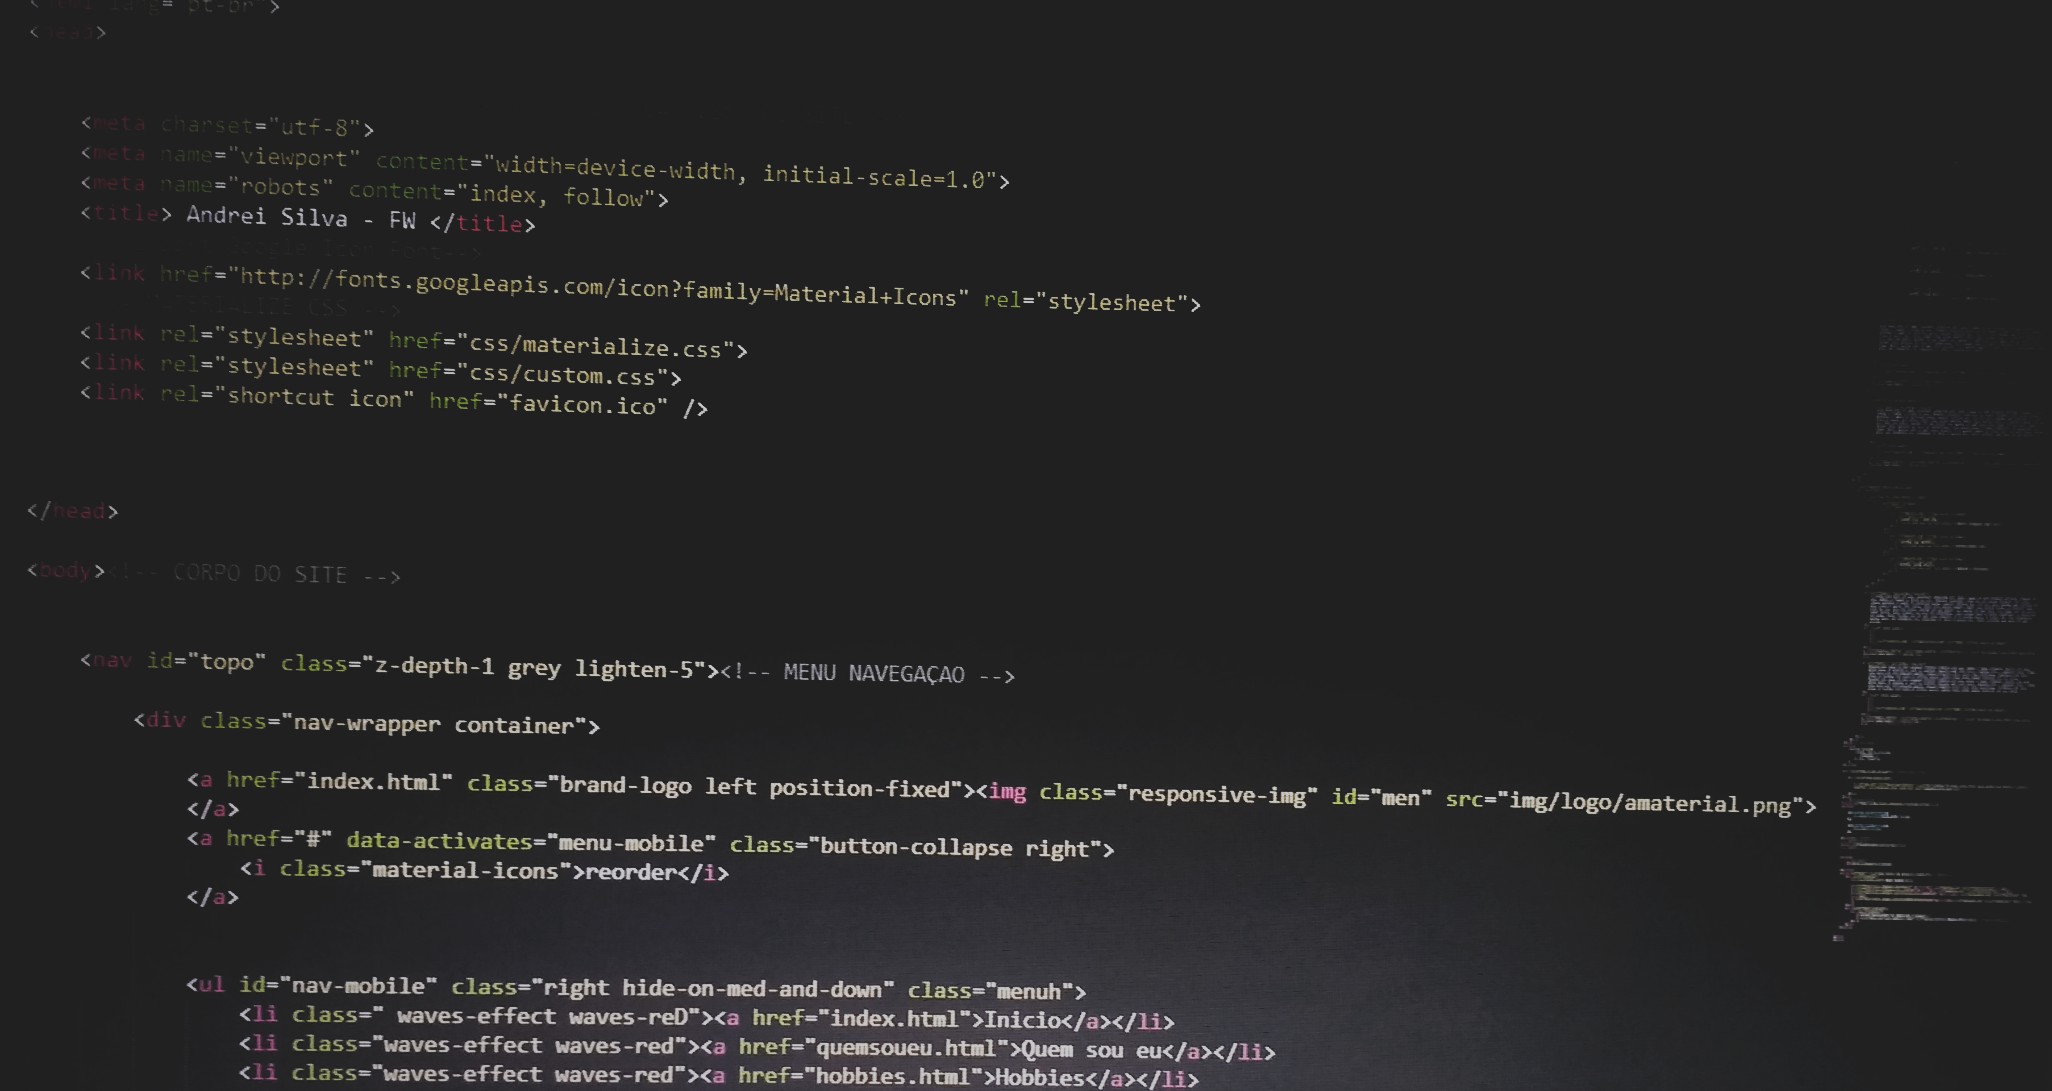 <html lang="pt-br">
<head>
<meta charset="utf-8">
<meta name="viewport" content="width=device-width, initial-scale=1.0">
<meta name="robots" content="index, follow">
<title> Andrei Silva - FW </title>
<link href="http://fonts.googleapis.com/icon?family=Material+Icons" rel="stylesheet">
<link rel="stylesheet" href="css/materialize.css">
<link rel="stylesheet" href="css/custom.css">
<link rel="shortcut icon" href="favicon.ico" />
</head>
<body><!-- CORPO DO SITE -->
<nav id="topo" class="z-depth-1 grey lighten-5"><!-- MENU NAVEGAÇAO -->
<div class="nav-wrapper container">
<a href="index.html" class="brand-logo left position-fixed"><img class="responsive-img" id="men" src="img/logo/amaterial.png">
</a>
<a href="#" data-activates="menu-mobile" class="button-collapse right">
<i class="material-icons">reorder</i>
</a>
<ul id="nav-mobile" class="right hide-on-med-and-down" class="menuh">
<li class=" waves-effect waves-reD"><a href="index.html">Inicio</a></li>
<li class="waves-effect waves-red"><a href="quemsoueu.html">Quem sou eu</a></li>
<li class="waves-effect waves-red"><a href="hobbies.html">Hobbies</a></li>